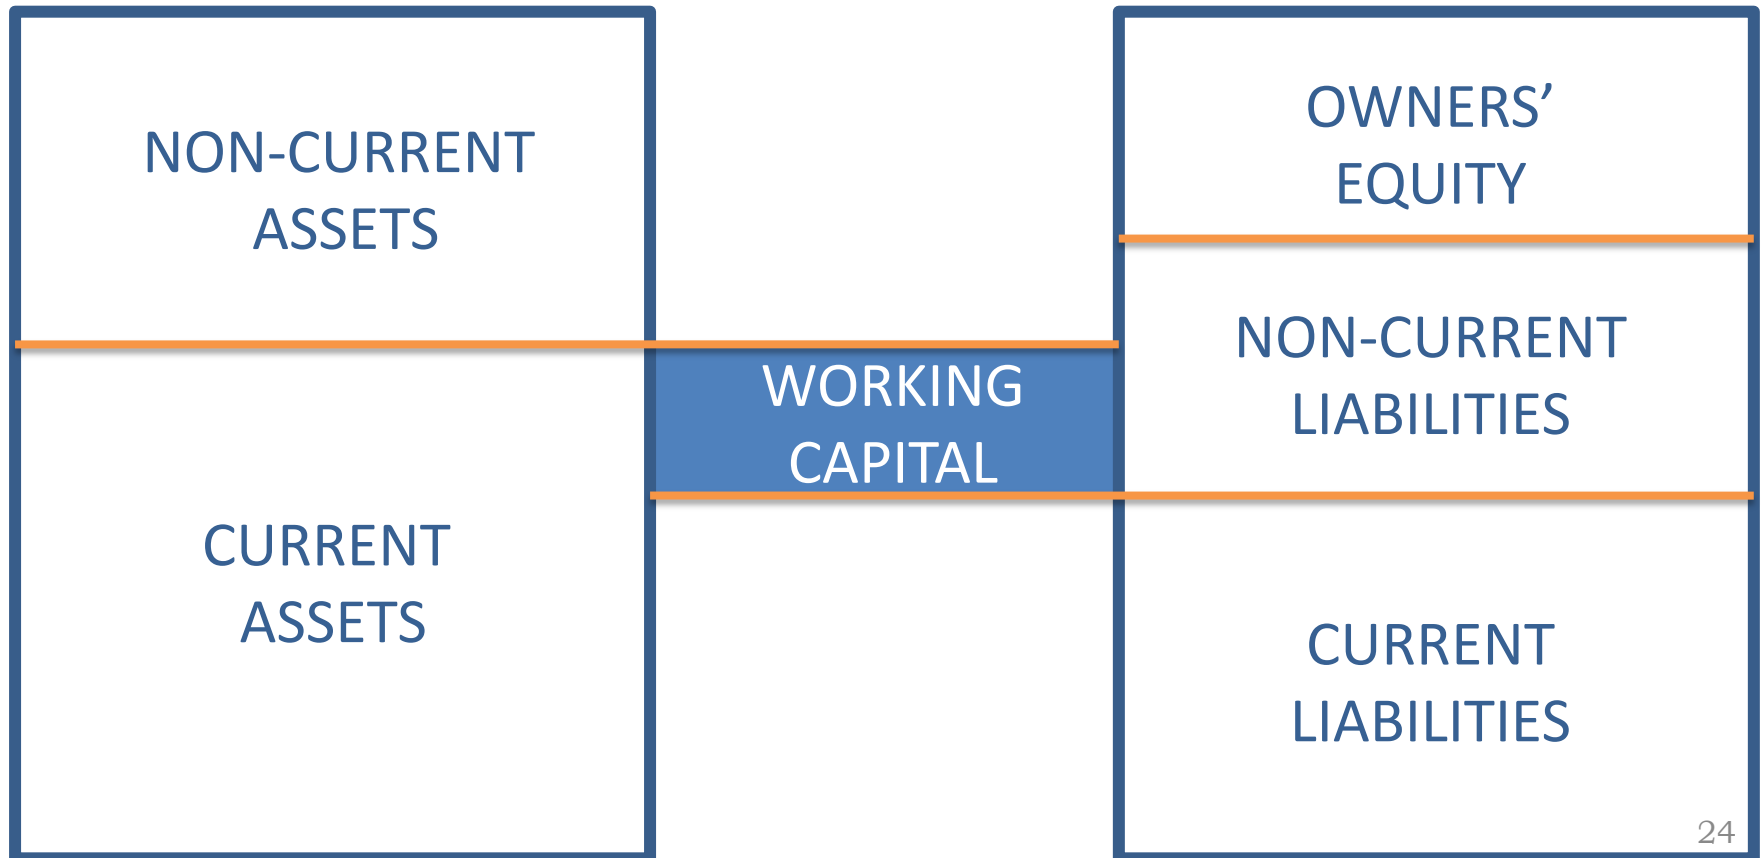 NON-CURRENT
ASSETS
CURRENT
ASSETS
WORKING
CAPITAL
OWNERS’
EQUITY
NON-CURRENT
LIABILITIES
CURRENT
LIABILITIES
24